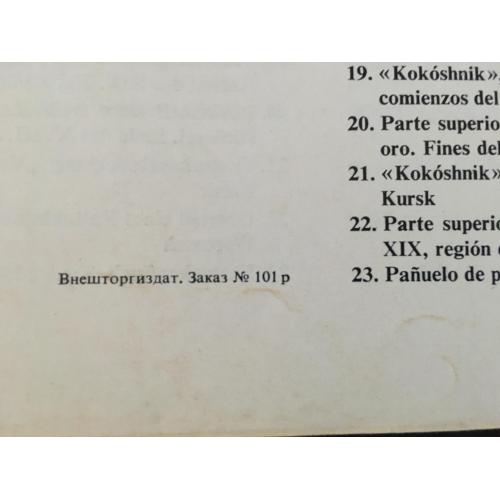 19. «Kokóshnik»,
comienzos del
20. Parte superio
oro. Fines del
21. «Kokóshnik»
Kursk
22. Parte superio
XIX, región
23. Pañuelo de p
Внешторгиздат. Заказ № 101 р